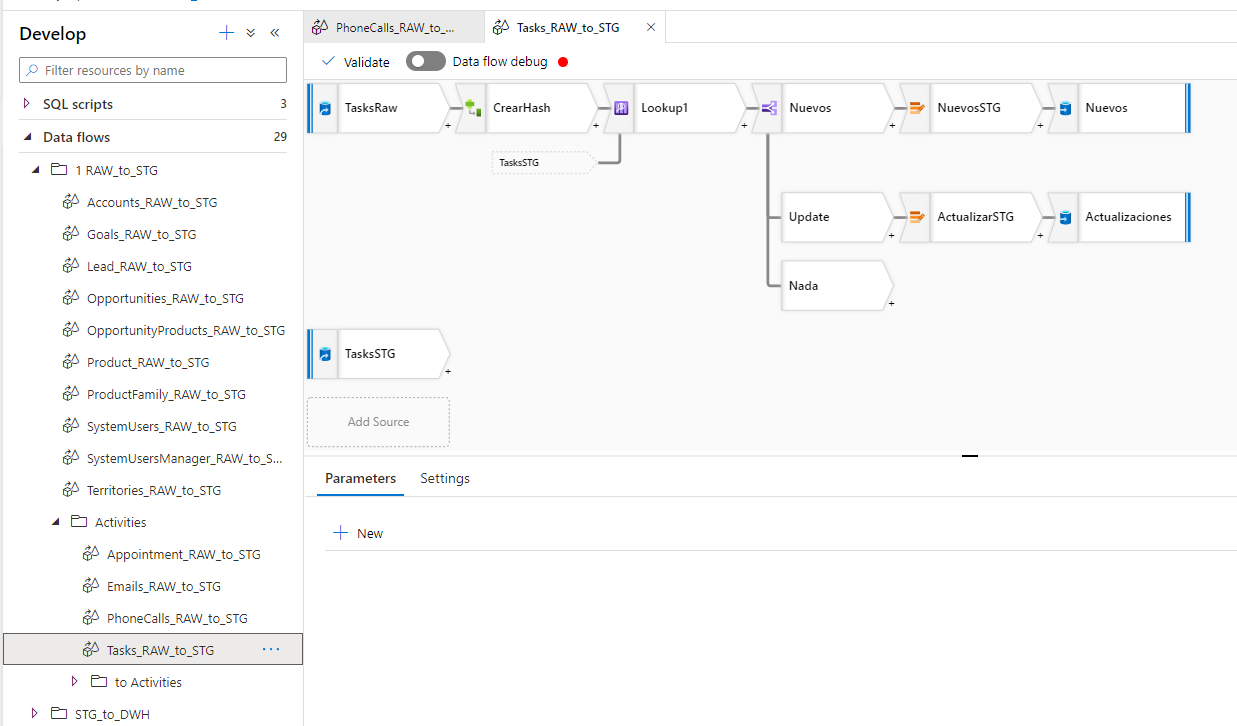 Develop
Filter resources by name
SQL scripts 3
Data flows 29
1 RAW_to_STG
Accounts_RAW_to_STG
Goals_RAW_to_STG
Lead_RAW_to_STG
Opportunities_RAW_to_STG
OpportunityProducts_RAW_to_STG
Product_RAW_to_STG
ProductFamily_RAW_to_STG
SystemUsers_RAW_to_STG
SystemUsersManager_RAW_to_S...
Territories_RAW_to_STG
Activities
Appointment_RAW_to_STG
Emails_RAW_to_STG
PhoneCalls_RAW_to_STG
Tasks_RAW_to_STG ...
to Activities
STG_to_DWH
PhoneCalls_RAW_to_... Tasks_RAW_to_STG
Validate Data flow debug
TasksRaw CrearHash Lookup1 Nuevos NuevosSTG Nuevos
TasksSTG
Update ActualizarSTG Actualizaciones
Nada
TasksSTG
Add Source
Parameters Settings
New